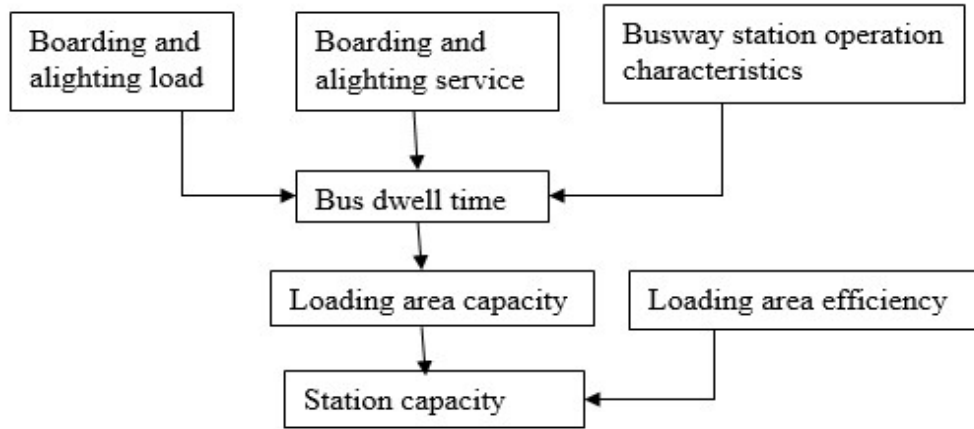 Boarding and
alighting load
Boarding and
alighting service
Busway station operation
characteristics
Bus dwell time
Loading area capacity
Loading area efficiency
Station capacity